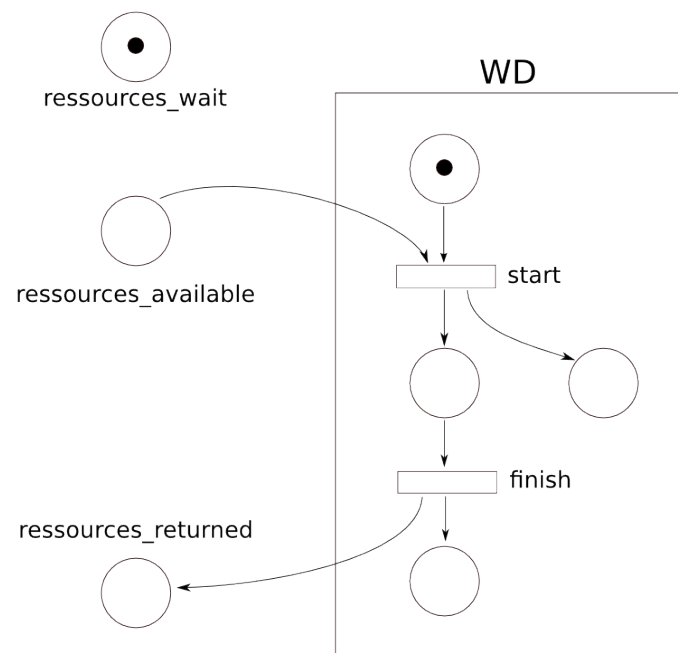 WD
ressources_wait
start
ressources_available
finish
ressources_returned